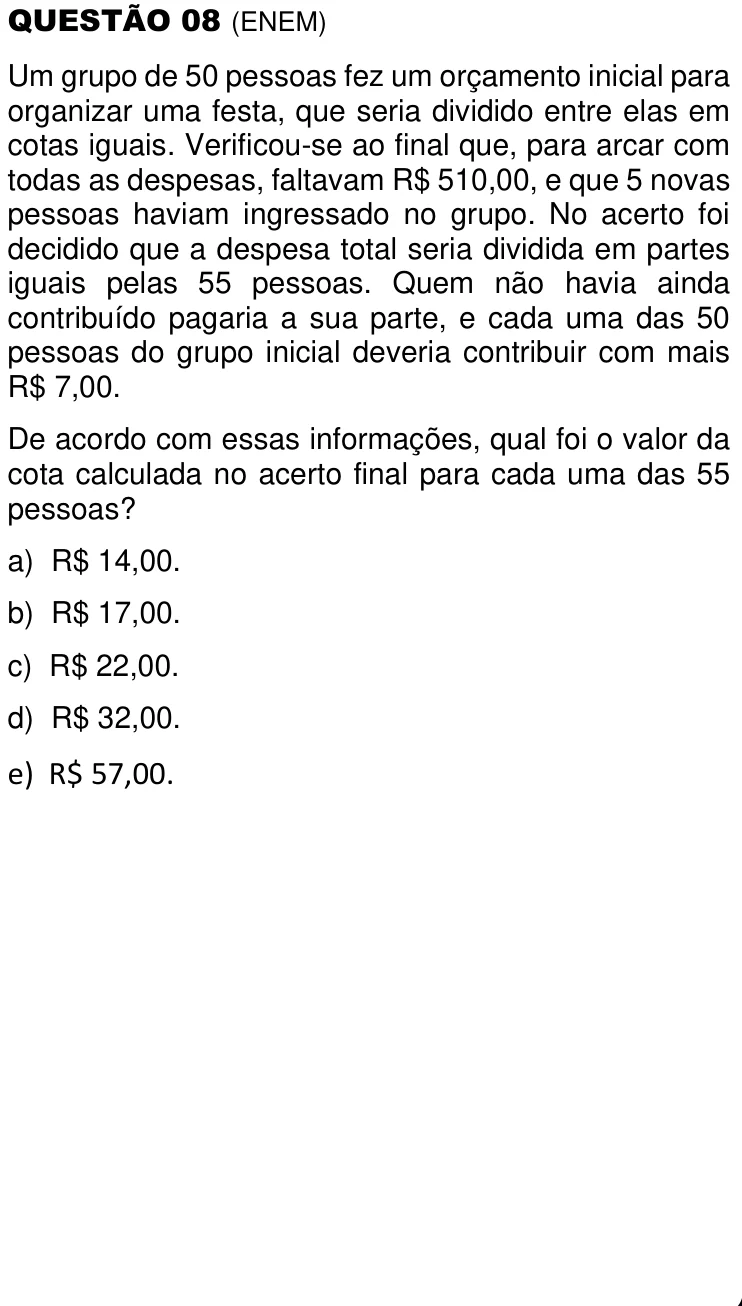 QUESTÃO 08 (ENEM)
Um grupo de 50 pessoas fez um orçamento inicial para
organizar uma festa, que seria dividido entre elas em
cotas iguais. Verificou-se ao final que, para arcar com
todas as despesas, faltavam R$ 510,00, e que 5 novas
pessoas haviam ingressado no grupo. No acerto foi
decidido que a despesa total seria dividida em partes
iguais pelas 55 pessoas. Quem não havia ainda
contribuído pagaria a sua parte, e cada uma das 50
pessoas do grupo inicial deveria contribuir com mais
R$ 7,00.
De acordo com essas informações, qual foi o valor da
cota calculada no acerto final para cada uma das 55
pessoas?
a) R$ 14,00.
b) R$ 17,00.
c) R$ 22,00.
d) R$ 32,00.
e) R$ 57,00.